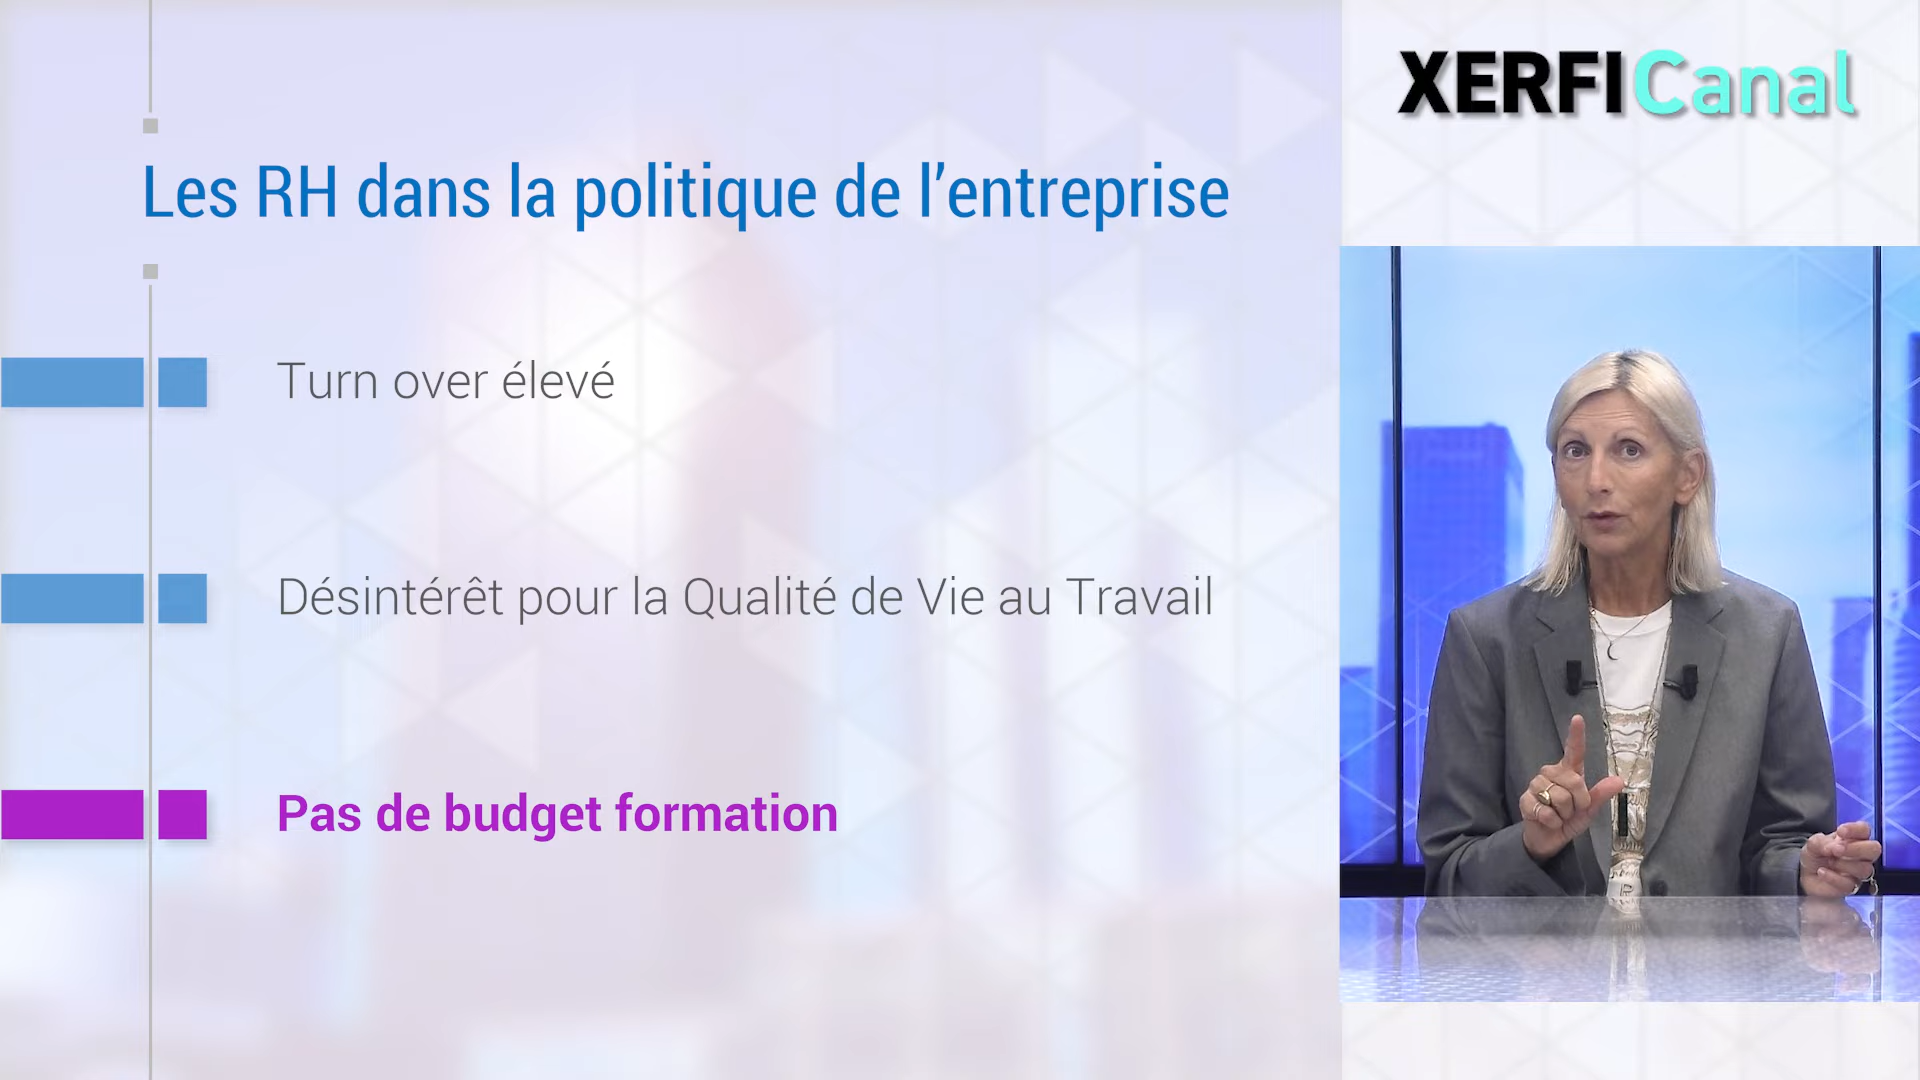 XERFI Canal
Les RH dans la politique de l’entreprise
Turn over élevé
Désintérêt pour la Qualité de Vie au Travail
Pas de budget formation